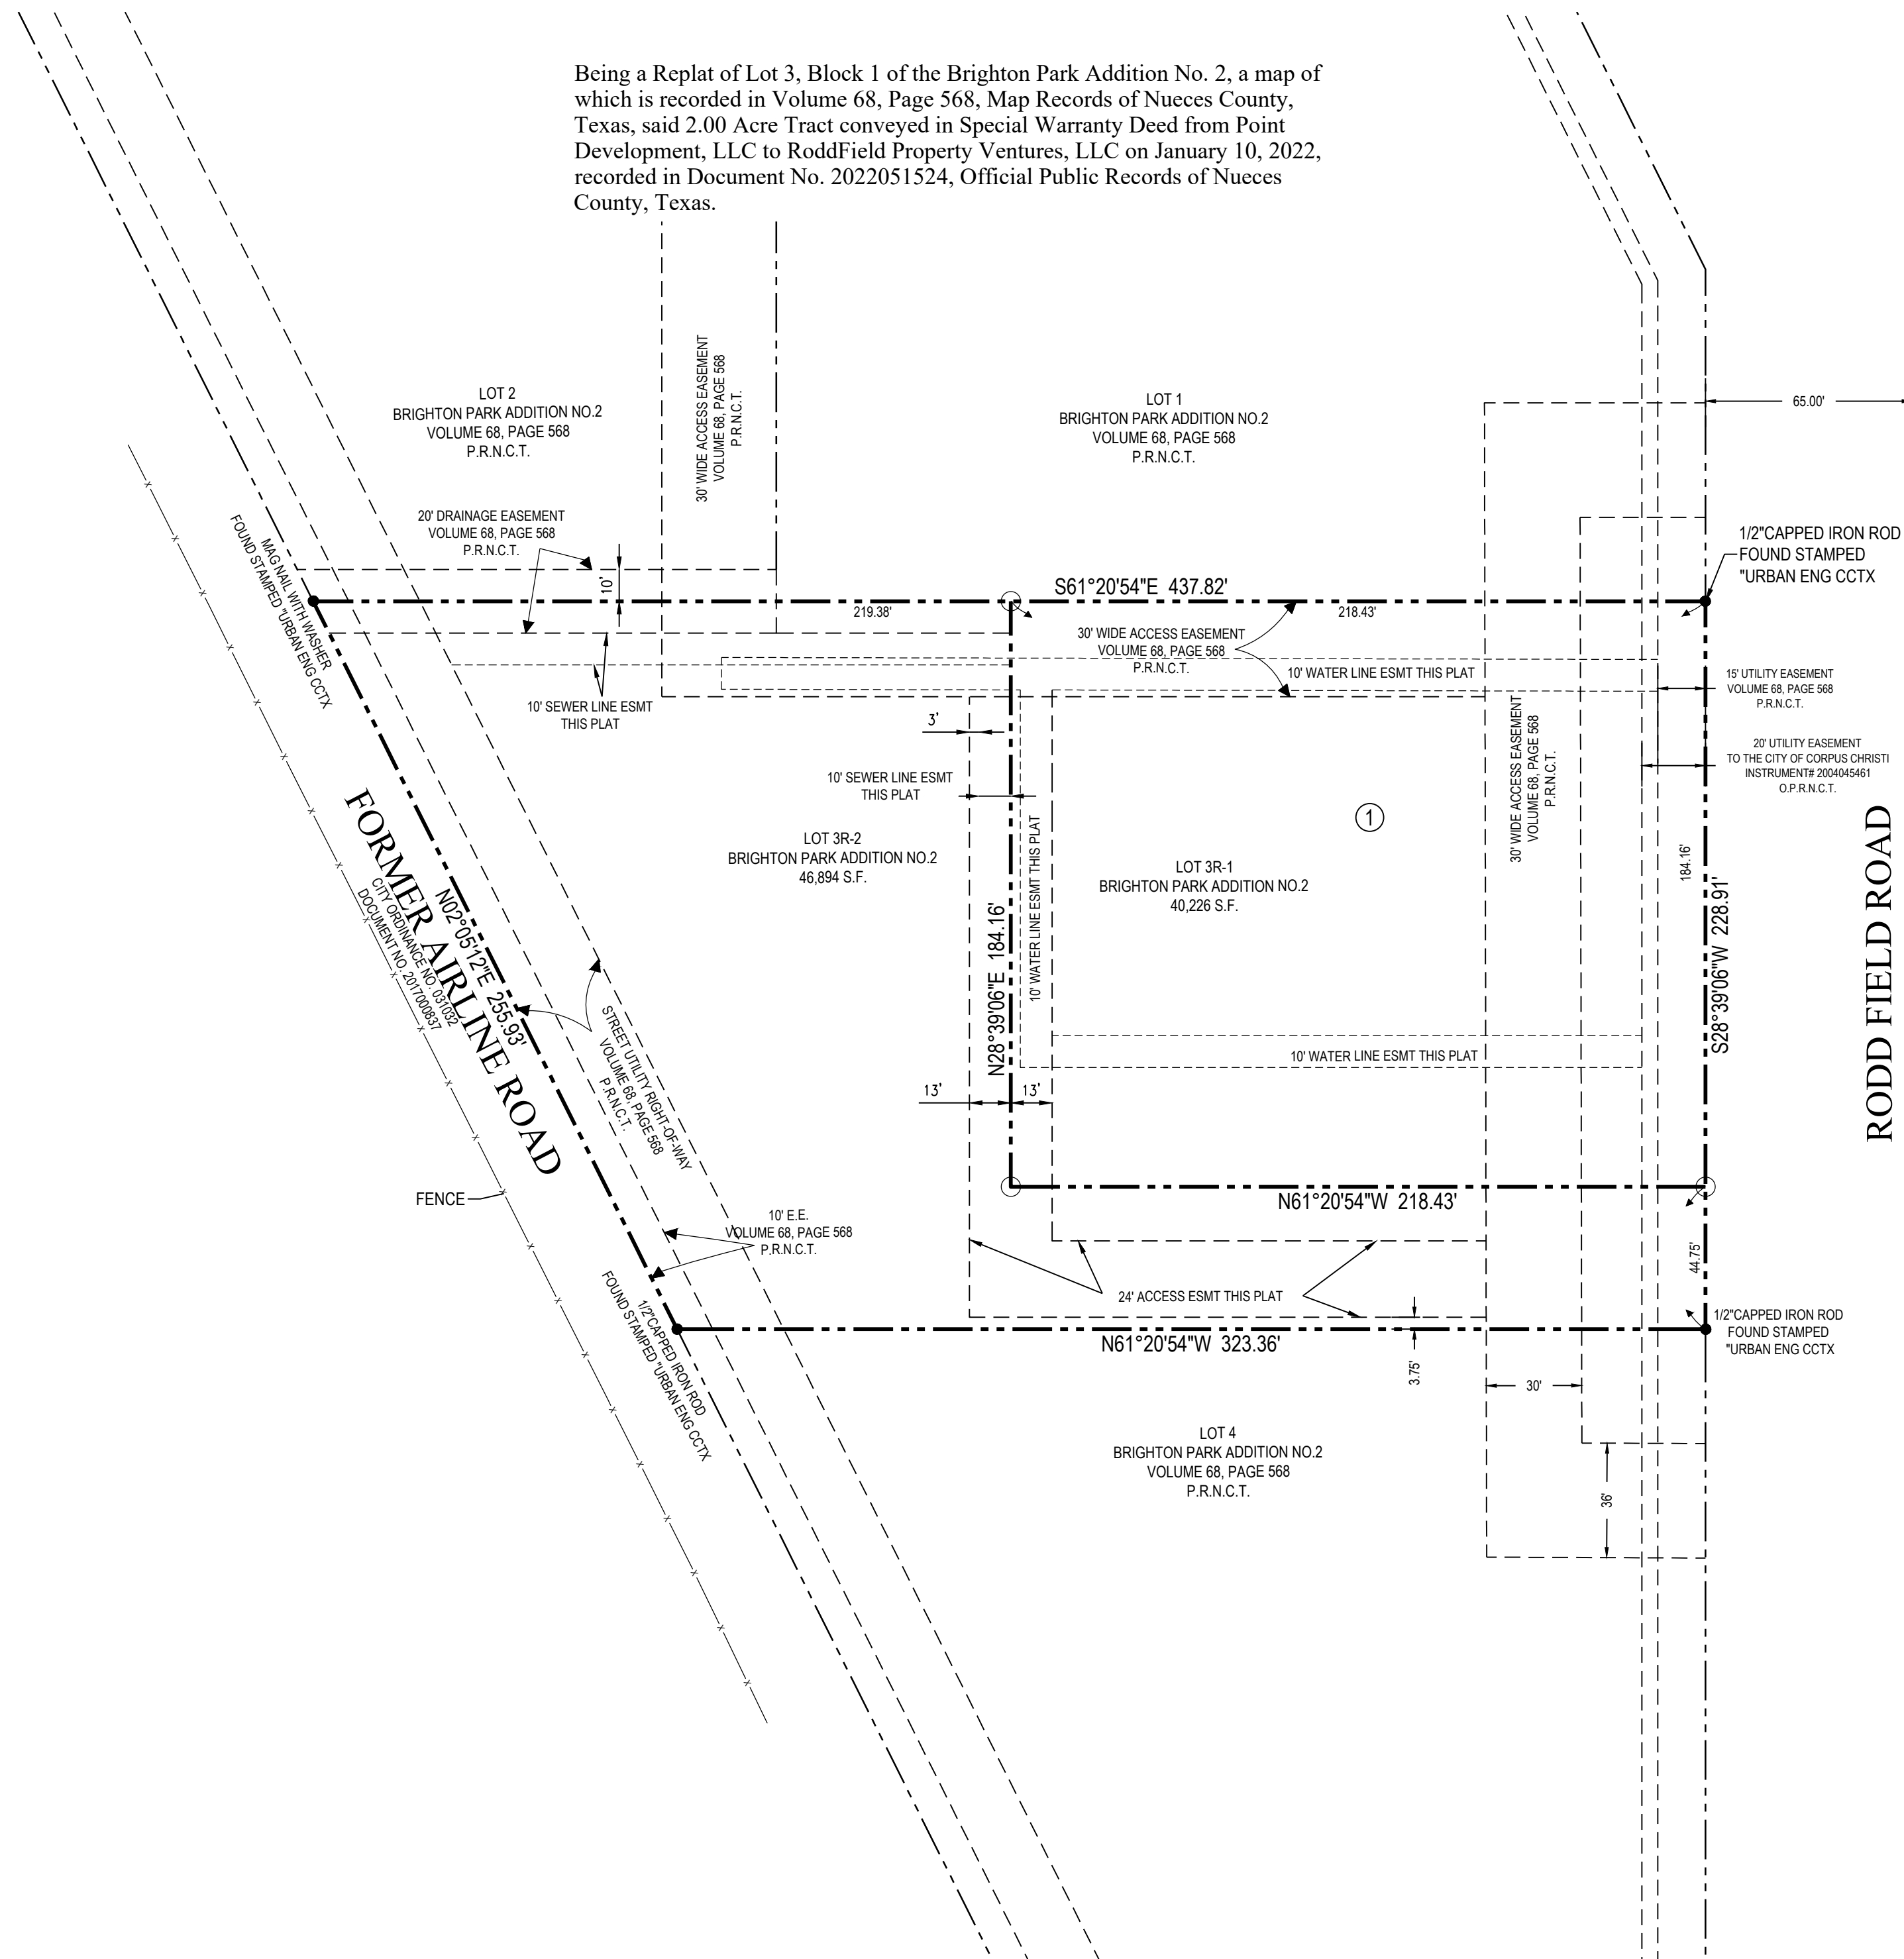 Being a Replat of Lot 3, Block 1 of the Brighton Park Addition No. 2, a map of
which is recorded in Volume 68, Page 568, Map Records of Nueces County,
Texas, said 2.00 Acre Tract conveyed in Special Warranty Deed from Point
Development, LLC to RoddField Property Ventures, LLC on January 10, 2022,
recorded in Document No. 2022051524, Official Public Records of Nueces
County, Texas.
LOT 2
BRIGHTON PARK ADDITION NO.2
VOLUME 68, PAGE 568
P.R.N.C.T.
30' WIDE ACCESS EASEMENT
VOLUME 68, PAGE 568
P.R.N.C.T.
LOT 1
BRIGHTON PARK ADDITION NO.2
VOLUME 68, PAGE 568
P.R.N.C.T.
65.00'
20' DRAINAGE EASEMENT
VOLUME 68, PAGE 568
P.R.N.C.T.
10'
MAG NAIL WITH WASHER
FOUND STAMPED "URBAN ENG CCTX
1/2"CAPPED IRON ROD
FOUND STAMPED
"URBAN ENG CCTX
S61°20'54"E 437.82'
219.38'
218.43'
30' WIDE ACCESS EASEMENT
VOLUME 68, PAGE 568
P.R.N.C.T.
10' WATER LINE ESMT THIS PLAT
15' UTILITY EASEMENT
VOLUME 68, PAGE 568
P.R.N.C.T.
10' SEWER LINE ESMT
THIS PLAT
3'
20' UTILITY EASEMENT
TO THE CITY OF CORPUS CHRISTI
INSTRUMENT# 2004045461
O.P.R.N.C.T.
10' SEWER LINE ESMT
THIS PLAT
30' WIDE ACCESS EASEMENT
VOLUME 68, PAGE 568
P.R.N.C.T.
1
LOT 3R-2
BRIGHTON PARK ADDITION NO.2
46,894 S.F.
10' WATER LINE ESMT THIS PLAT
LOT 3R-1
BRIGHTON PARK ADDITION NO.2
40,226 S.F.
184.16'
S28°39'06"W 228.91'
RODD FIELD ROAD
N28°39'06"E 184.16'
FORMER AIRLINE ROAD
N02°05'12"E 255.93'
CITY ORDINANCE NO. 031032
DOCUMENT NO. 2017000837
STREET UTILITY RIGHT-OF-WAY
VOLUME 68, PAGE 568
P.R.N.C.T.
10' WATER LINE ESMT THIS PLAT
13'
13'
FENCE
N61°20'54"W 218.43'
10' E.E.
VOLUME 68, PAGE 568
P.R.N.C.T.
44.75'
24' ACCESS ESMT THIS PLAT
1/2"CAPPED IRON ROD
FOUND STAMPED "URBAN ENG CCTX
1/2"CAPPED IRON ROD
FOUND STAMPED
"URBAN ENG CCTX
N61°20'54"W 323.36'
3.75'
30'
LOT 4
BRIGHTON PARK ADDITION NO.2
VOLUME 68, PAGE 568
P.R.N.C.T.
36'